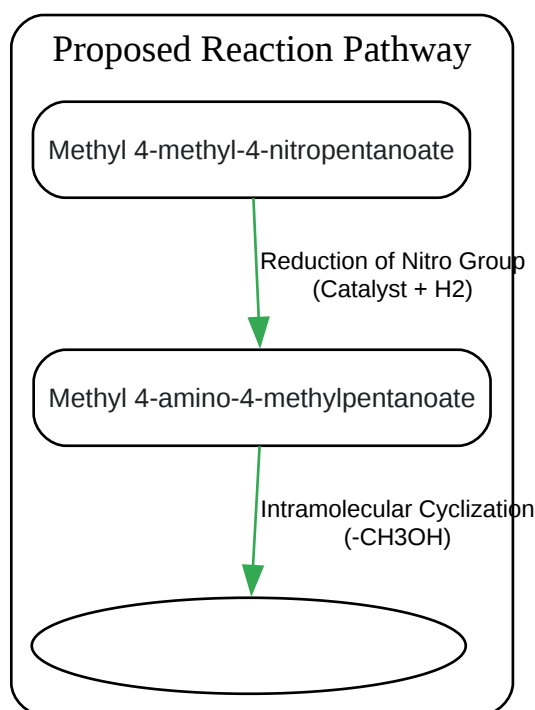 Proposed Reaction Pathway
Methyl 4-methyl-4-nitropentanoate
Reduction of Nitro Group
(Catalyst + H2)
Methyl 4-amino-4-methylpentanoate
Intramolecular Cyclization
(-CH3OH)